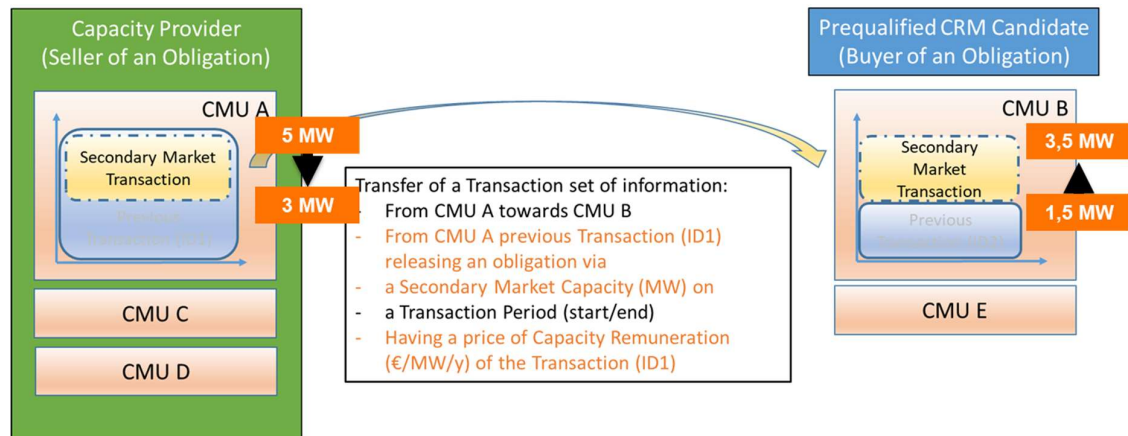 Capacity Provider
(Seller of an Obligation)
CMU A
5 MW
Secondary Market
Transaction
3 MW
Previous
CMU C
CMU D
Transfer of a Transaction set of information:
- From CMU A towards CMU B
- From CMU A previous Transaction (ID1)
releasing an obligation via
- a Secondary Market Capacity (MW) on
- a Transaction Period (start/end)
- Having a price of Capacity Remuneration
(€/MW/y) of the Transaction (ID1)
Prequalified CRM Candidate
(Buyer of an Obligation)
CMU B
3,5 MW
Secondary
Market
Transaction
1,5 MW
Previous
CMU E